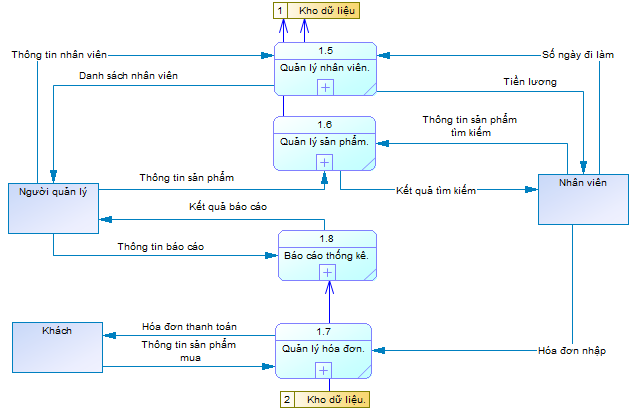 1 Kho dữ liệu
1.5
Thông tin nhân viên
Số ngày đi làm
Quản lý nhân viên.
Danh sách nhân viên
Tiền lương
1.6
Thông tin sản phẩm
tìm kiếm
Quản lý sản phẩm.
Thông tin sản phẩm
Kết quả tìm kiếm
Người quản lý
Nhân viên
Kết quả báo cáo
1.8
Thông tin báo cáo
Báo cáo thống kê.
Khách
Hóa đơn thanh toán
1.7
Thông tin sản phẩm
mua
Quản lý hóa đơn.
Hóa đơn nhập
2 Kho dữ liệu.